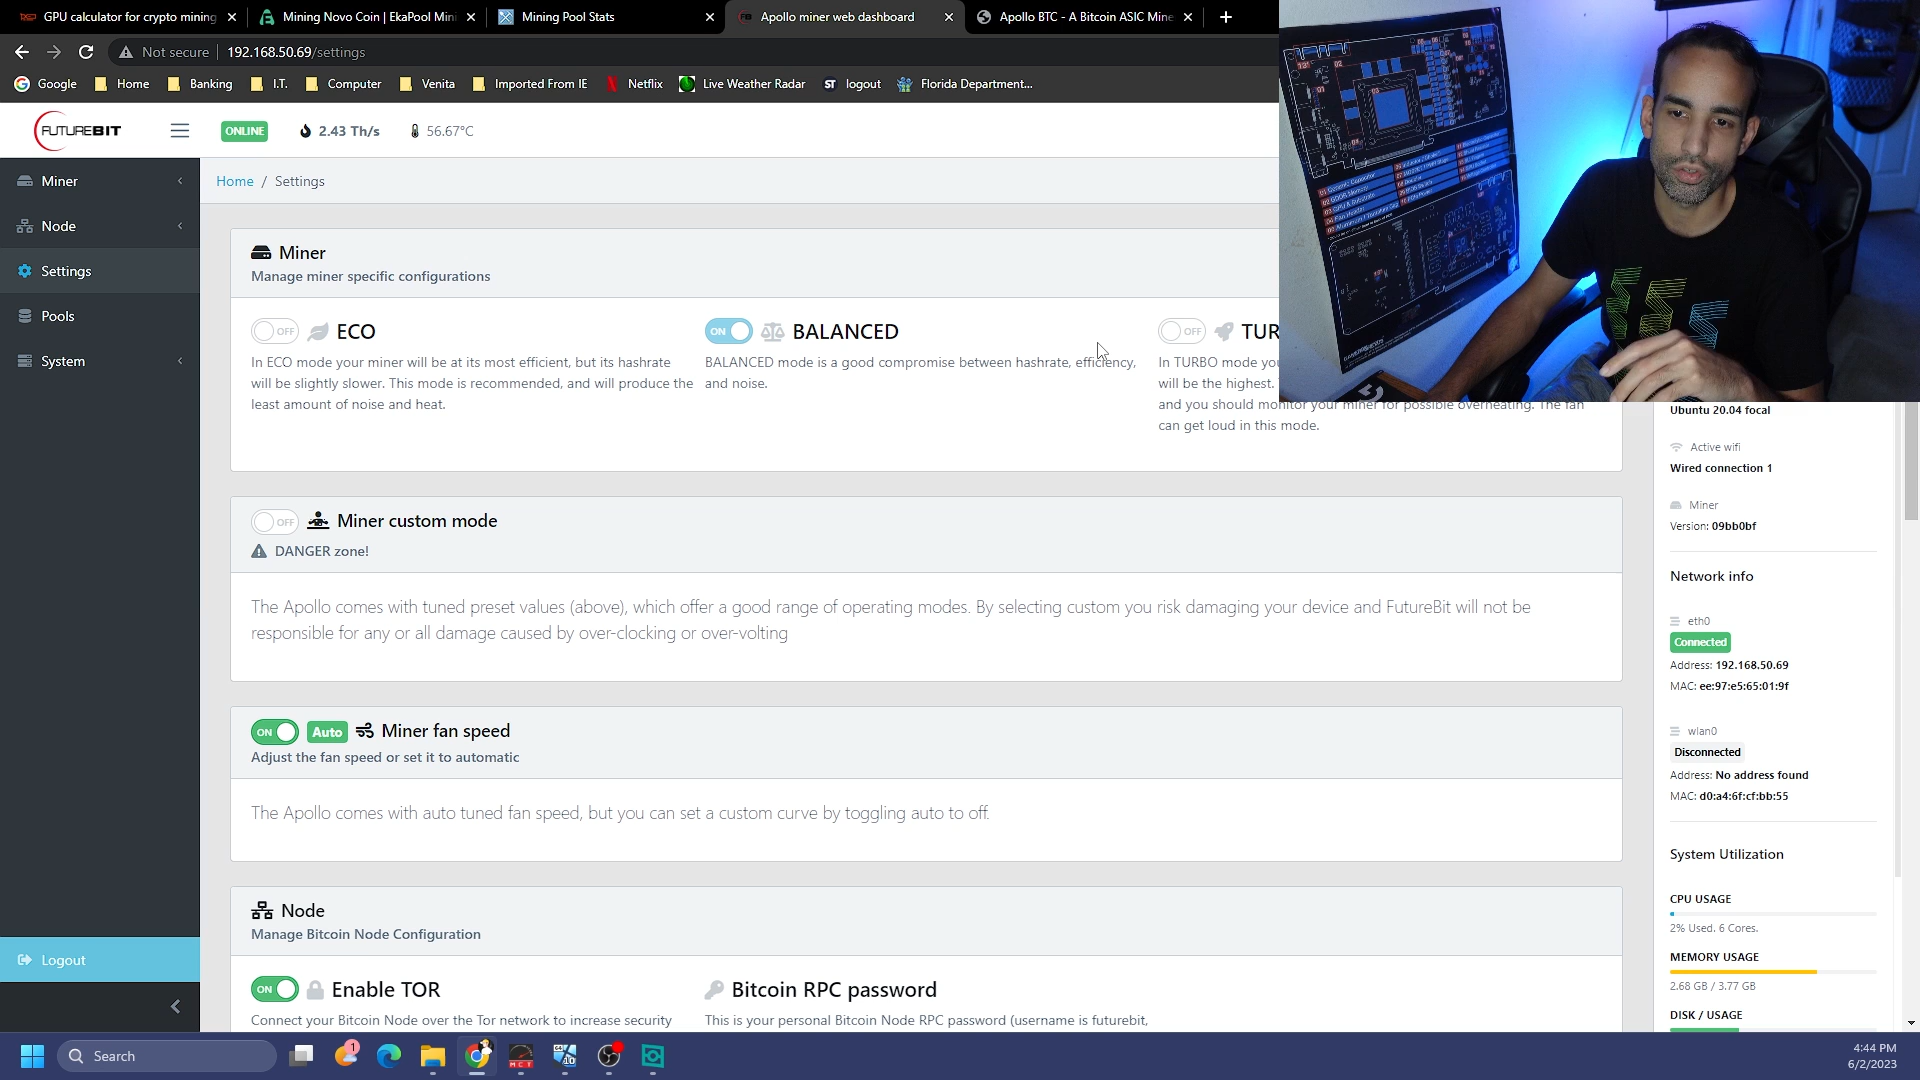 GPU calculator for crypto mining
Mining Novo Coin | EkaPool Mini
Mining Pool Stats
Apollo miner web dashboard
Apollo BTC - A Bitcoin ASIC Mine
Not secure
192.168.50.69/settings
Google
Home
Banking
I.T.
Computer
Venita
Imported From IE
Netflix
Live Weather Radar
ST
logout
Florida Department...
FUTUREBIT
ONLINE
2.43 Th/s
56.67°C
Miner
Node
Settings
Pools
System
Logout
Home / Settings
Miner
Manage miner specific configurations
OFF
ECO
In ECO mode your miner will be at its most efficient, but its hashrate
will be slightly slower. This mode is recommended, and will produce the
least amount of noise and heat.
ON
BALANCED
BALANCED mode is a good compromise between hashrate, efficiency,
and noise.
OFF
TUR
In TURBO mode you
will be the highest.
and you should monitor your miner for possible overheating. The fan
can get loud in this mode.
OFF
Miner custom mode
DANGER zone!
The Apollo comes with tuned preset values (above), which offer a good range of operating modes. By selecting custom you risk damaging your device and FutureBit will not be
responsible for any or all damage caused by over-clocking or over-volting
ON
Auto
Miner fan speed
Adjust the fan speed or set it to automatic
The Apollo comes with auto tuned fan speed, but you can set a custom curve by toggling auto to off.
Node
Manage Bitcoin Node Configuration
ON
Enable TOR
Connect your Bitcoin Node over the Tor network to increase security
Bitcoin RPC password
This is your personal Bitcoin Node RPC password (username is futurebit,
Ubuntu 20.04 focal
Active wifi
Wired connection 1
Miner
Version: 09bb0bf
Network info
eth0
Connected
Address: 192.168.50.69
MAC: ee:97:e5:65:01:9f
wlan0
Disconnected
Address: No address found
MAC: d0:a4:6f:cf:bb:55
System Utilization
CPU USAGE
2% Used. 6 Cores.
MEMORY USAGE
2.68 GB / 3.77 GB
DISK / USAGE
Search
1
MCT
10
4:44 PM
6/2/2023